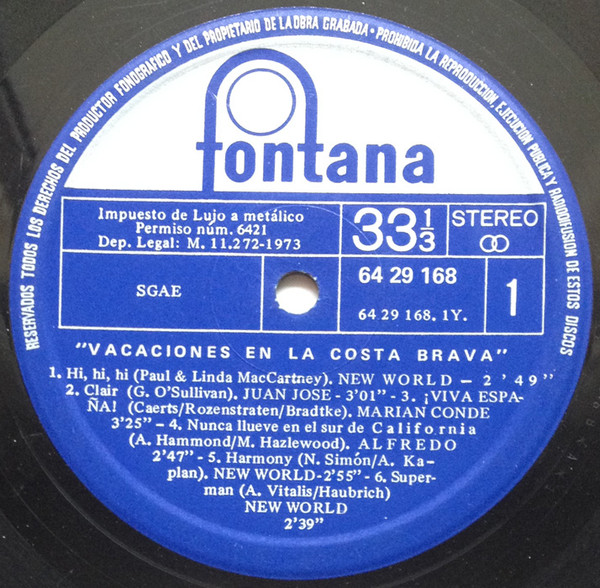 RESERVADOS TODOS LOS DERECHOS DEL PRODUCTOR FONOGRAFICO Y DEL PROPIETARIO DE LA OBRA GRABADA · PROHIBIDA LA REPRODUCCION, EJECUCION PUBLICA Y RADIODIFUSION DE ESTOS DISCOS
fontana
Impuesto de Lujo a metálico
Permiso núm. 6421
Dep. Legal: M. 11.272-1973
33 1/3
STEREO
SGAE
64 29 168
64 29 168. 1Y.
1
"VACACIONES EN LA COSTA BRAVA"
1. Hi, hi, hi (Paul & Linda MacCartney). NEW WORLD — 2'49"
2. Clair (G. O'Sullivan). JUAN JOSE - 3'01" - 3. ¡VIVA ESPA-
ÑA! (Caerts/Rozenstraten/Bradtke). MARIAN CONDE
3'25" — 4. Nunca llueve en el sur de California
(A. Hammond/M. Hazlewood). ALFREDO
2'47" - 5. Harmony (N. Simón/A. Ka-
plan). NEW WORLD-2'55" - 6. Super-
man (A. Vitalis/Haubrich)
NEW WORLD
2'39"